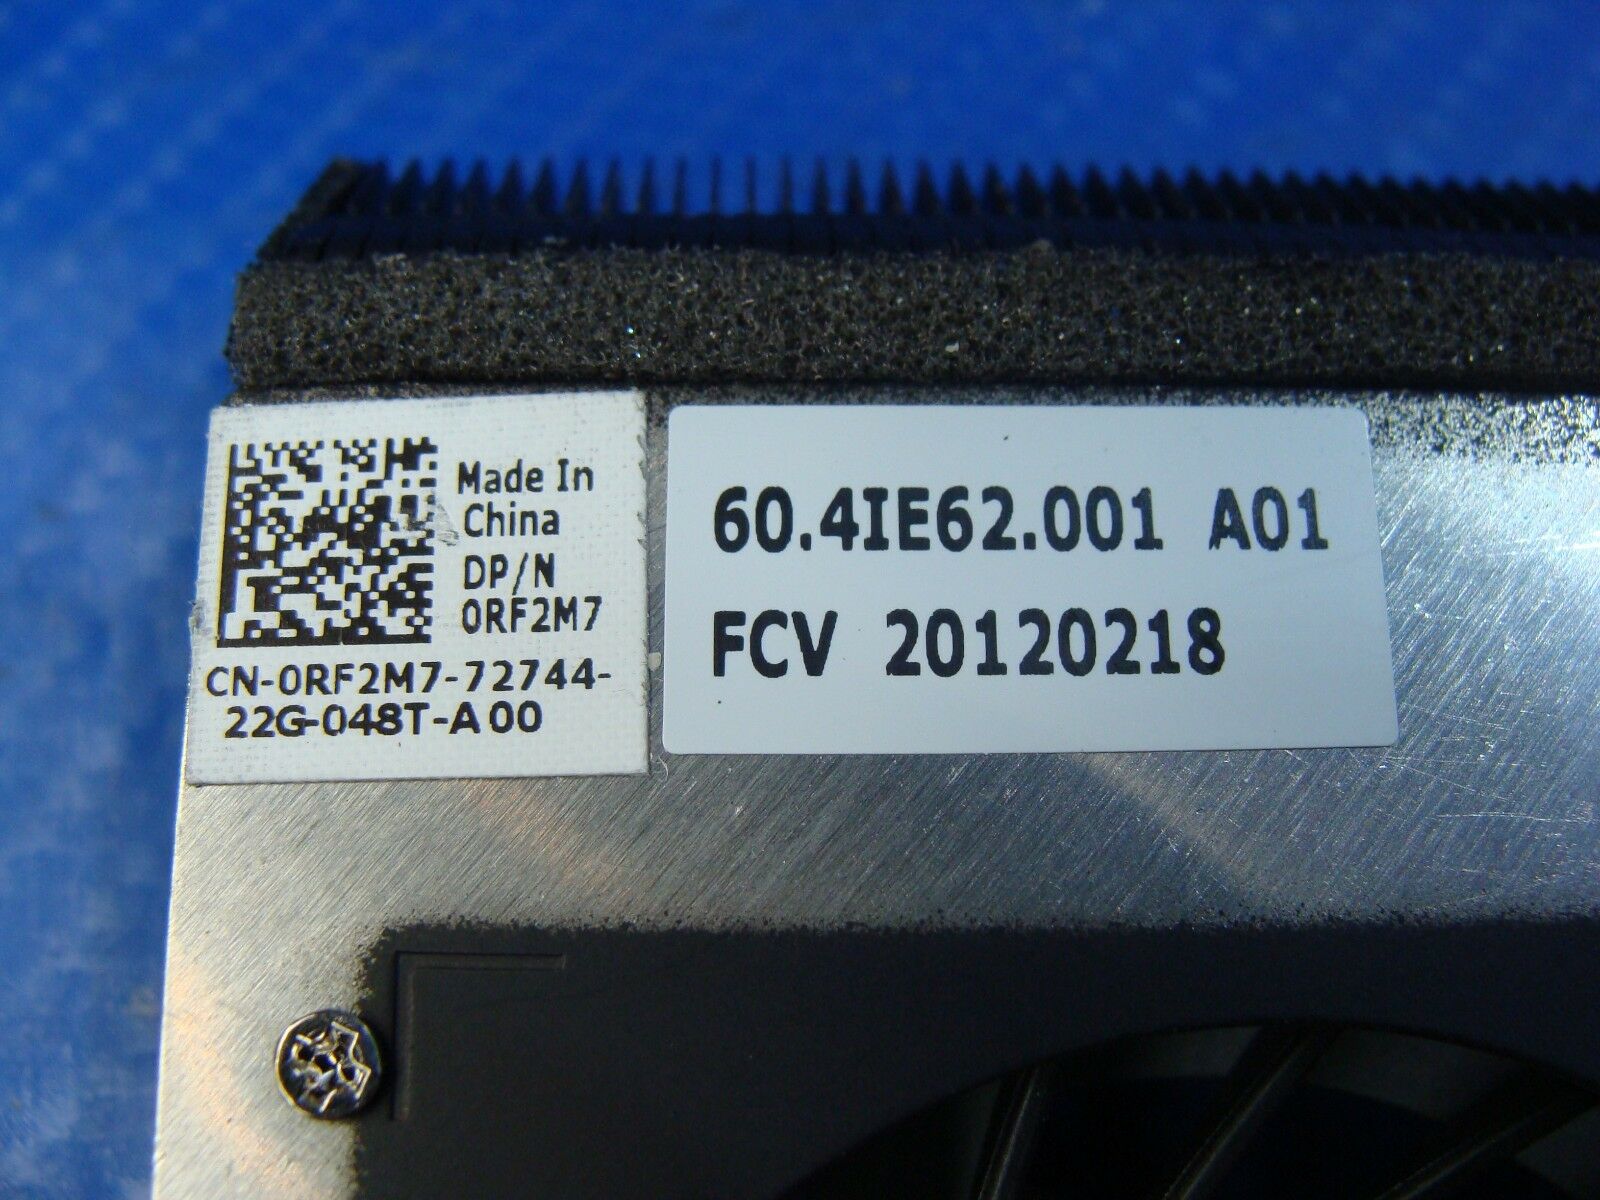 Made In
China
DP/N
0RF2M7
CN-0RF2M7-72744-
22G-048T-A00
60.4IE62.001 A01
FCV 20120218